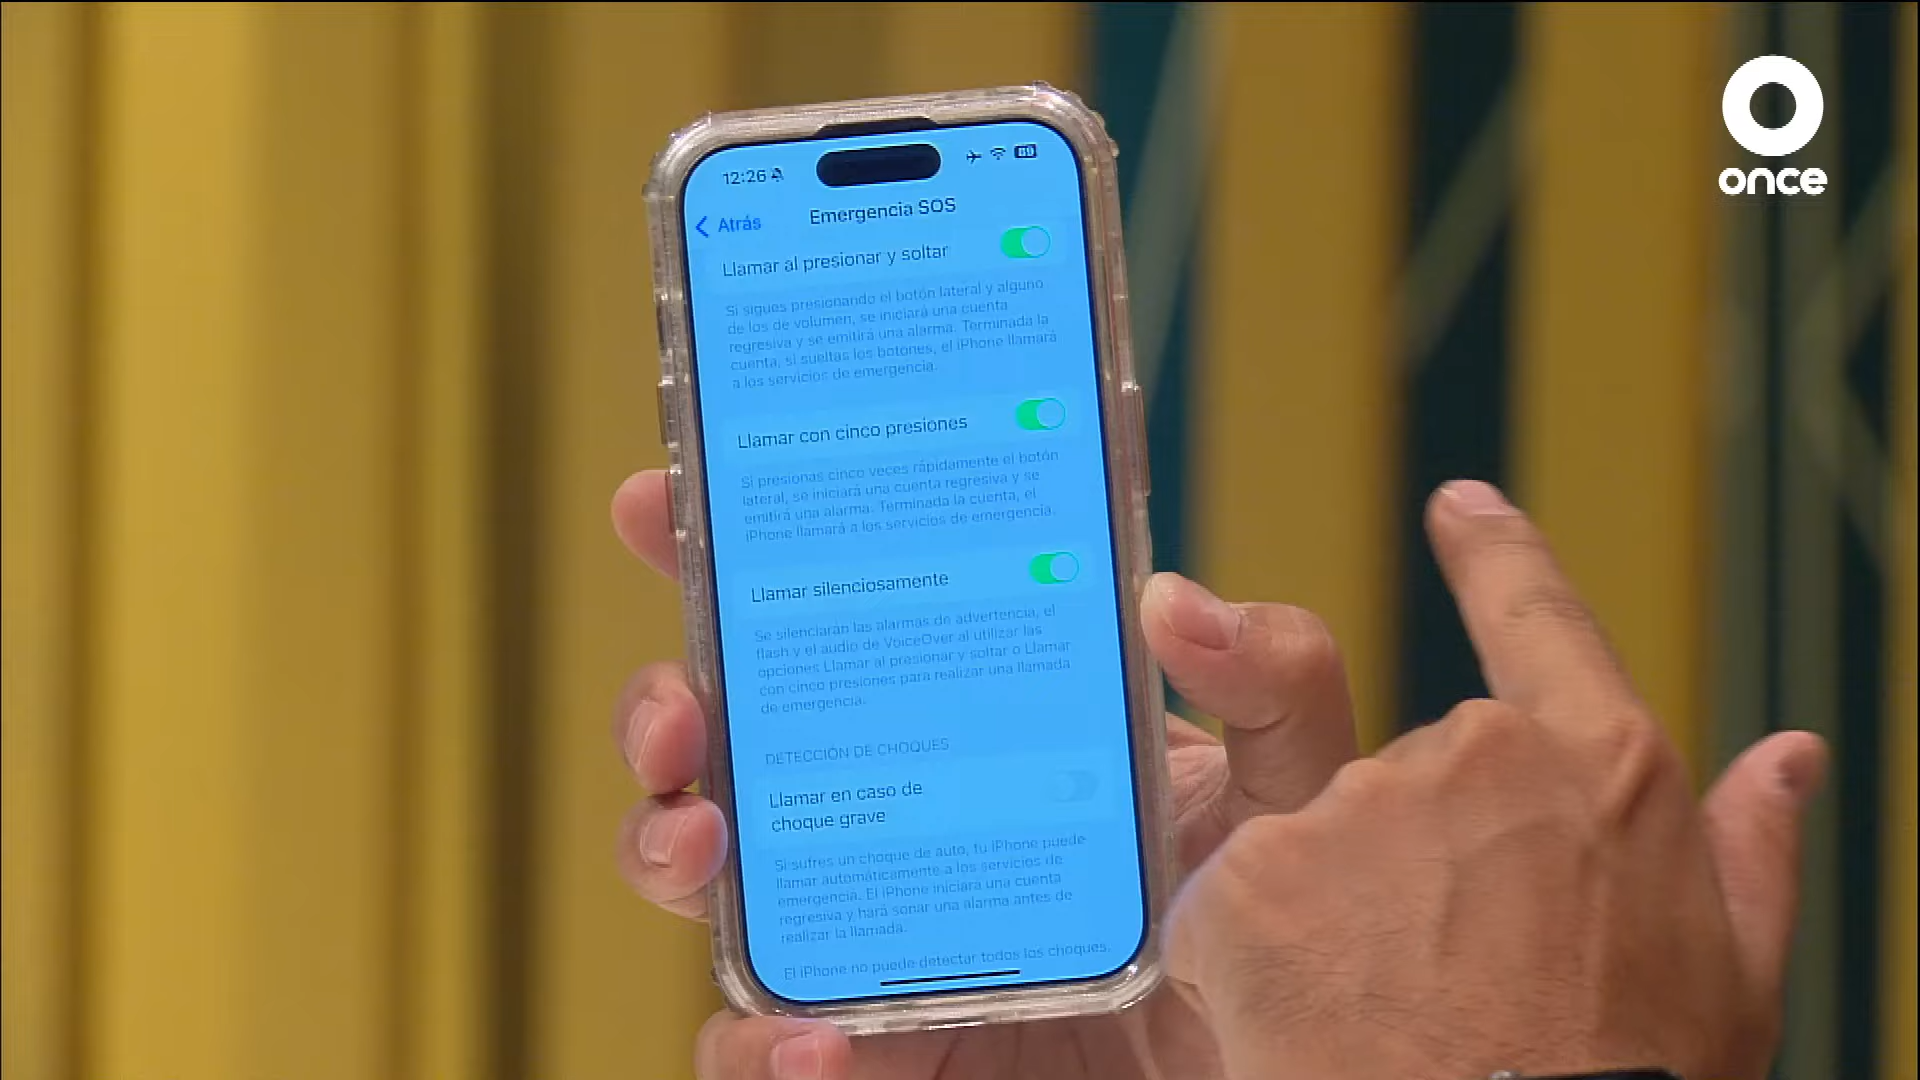 once
12:26
Atrás
Emergencia SOS
Llamar al presionar y soltar
Si sigues presionando el botón lateral y alguno
de los de volumen, se iniciará una cuenta
regresiva y se emitirá una alarma. Terminada la
cuenta, si sueltas los botones, el iPhone llamará
a los servicios de emergencia.
Llamar con cinco presiones
Si presionas cinco veces rápidamente el botón
lateral, se iniciará una cuenta regresiva y se
emitirá una alarma. Terminada la cuenta, el
iPhone llamará a los servicios de emergencia.
Llamar silenciosamente
Se silenciarán las alarmas de advertencia, el
flash y el audio de VoiceOver al utilizar las
opciones Llamar al presionar y soltar o Llamar
con cinco presiones para realizar una llamada
de emergencia.
DETECCIÓN DE CHOQUES
Llamar en caso de
choque grave
Si sufres un choque de auto, tu iPhone puede
llamar automáticamente a los servicios de
emergencia. El iPhone iniciará una cuenta
regresiva y hará sonar una alarma antes de
realizar la llamada.
El iPhone no puede detectar todos los choques.